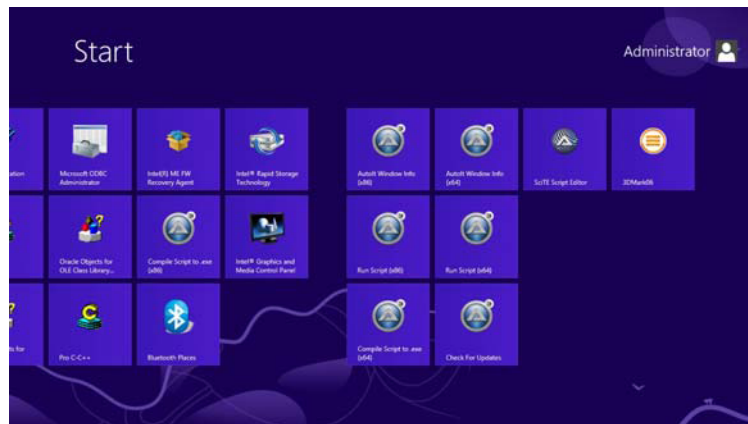 Start
Administrator
ation
Microsoft ODBC
Administrator
Intel(R) ME FW
Recovery Agent
Intel® Rapid Storage
Technology
AutoIt Window Info
(x86)
AutoIt Window Info
(x64)
SciTE Script Editor
3DMark06
Oracle Objects for
OLE Class Library...
Compile Script to .exe
(x86)
Intel® Graphics and
Media Control Panel
Run Script (x86)
Run Script (x64)
ts for
Pro C-C++
Bluetooth Places
Compile Script to .exe
(x64)
Check For Updates